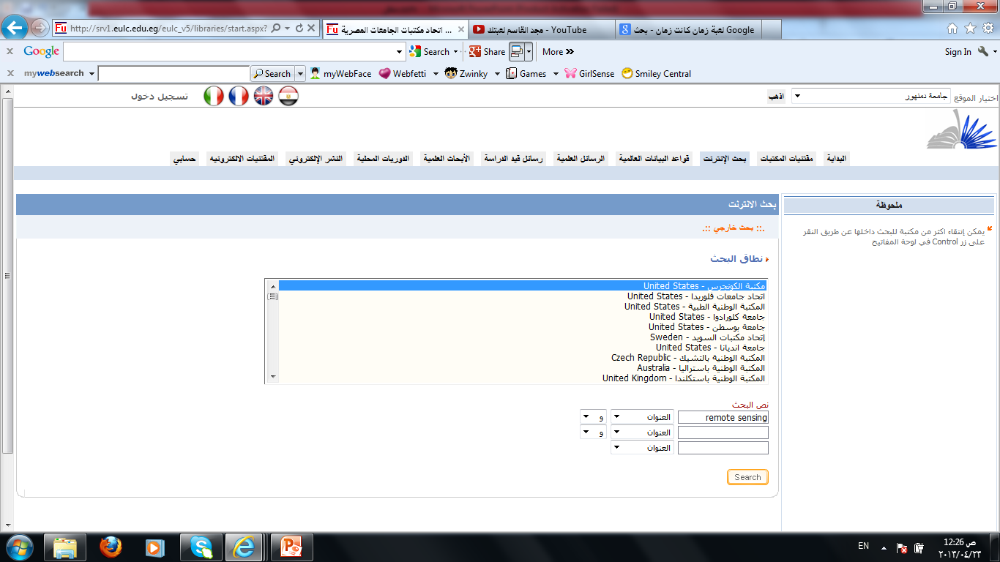 http://srv1.eulc.edu.eg/eulc_v5/libraries/start.aspx?
Fu اتحاد مكتبات الجامعات المصرية ...
مجد القاسم لعبتك - YouTube
لعبة زمان كانت زمان - بحث Google
x Google Search Share More » Sign In
x mywebsearch Search myWebFace Webfetti Zwinky Games GirlSense Smiley Central
اختيار الموقع جامعة دمنهور اذهب تسجيل دخول
البداية مقتنيات المكتبات بحث الإنترنت قواعد البيانات العالمية الرسائل العلمية رسائل قيد الدراسة الأبحاث العلمية الدوريات المحلية النشر الإلكتروني المقتنيات الالكترونيه حسابي
ملحوظة
يمكن إنتقاء اكثر من مكتبة للبحث داخلها عن طريق النقر
على زر Control في لوحة المفاتيح
بحث الانترنت
.:: بحث خارجي ::.
نطاق البحث
مكتبة الكونجرس - United States
اتحاد جامعات فلوريدا - United States
المكتبة الوطنية الطبية - United States
جامعة كلورادوا - United States
جامعة بوسطن - United States
إتحاد مكتبات السويد - Sweden
جامعة انديانا - United States
المكتبة الوطنية بالتشيك - Czech Republic
المكتبة الوطنية باستراليا - Australia
المكتبة الوطنية باستكلندا - United Kingdom
نص البحث
remote sensing العنوان و
العنوان و
العنوان
Search
EN
12:26 ص
٢٠١٣/٠٤/٢٣